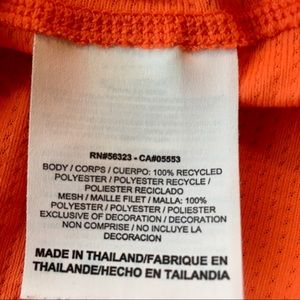 RN#56323 - CA#05553
BODY / CORPS / CUERPO: 100% RECYCLED
POLYESTER / POLYESTER RECYCLE /
POLIESTER RECICLADO
MESH / MAILLE FILET / MALLA: 100%
POLYESTER / POLYESTER / POLIESTER
EXCLUSIVE OF DECORATION / DECORATION
NON COMPRISE / NO INCLUYE LA
DECORACION
MADE IN THAILAND/FABRIQUE EN
THAILANDE/HECHO EN TAILANDIA